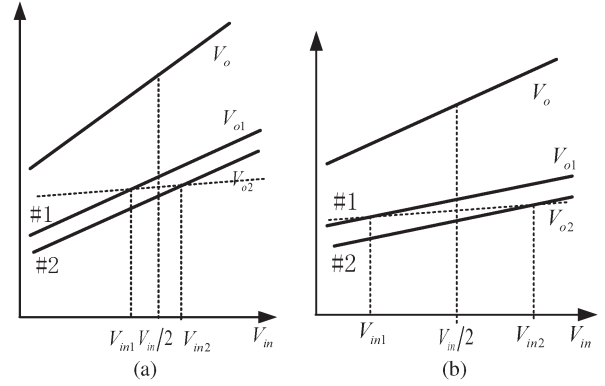 V_o
V_o1
V_o2
#1
#2
V_in1 V_in/2 V_in2 V_in
(a)
V_o
V_o1
#1
V_o2
#2
V_in1 V_in/2 V_in2 V_in
(b)